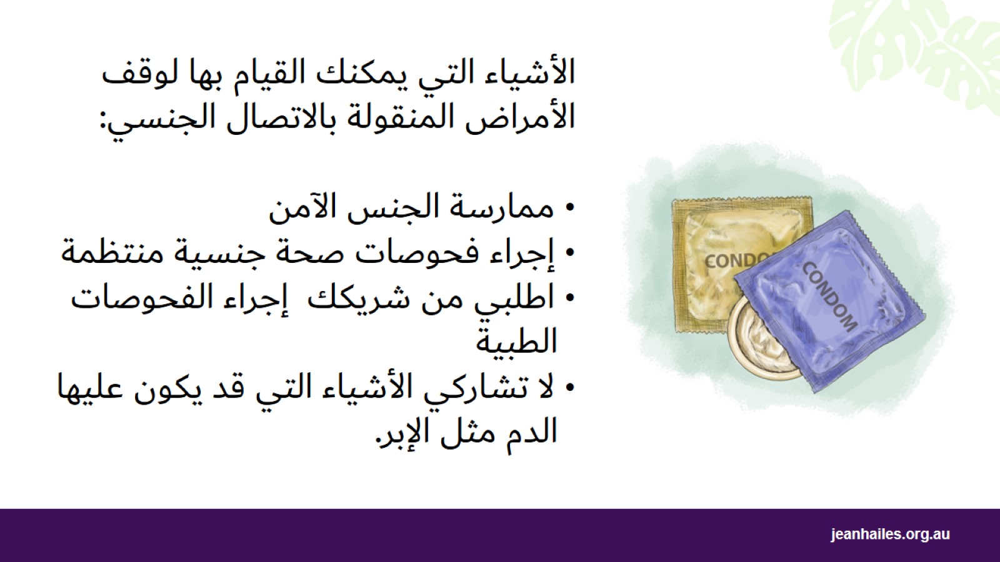 الأشياء التي يمكنك القيام بها لوقف
الأمراض المنقولة بالاتصال الجنسي:
• ممارسة الجنس الآمن
• إجراء فحوصات صحة جنسية منتظمة
• اطلبي من شريكك إجراء الفحوصات
الطبية
• لا تشاركي الأشياء التي قد يكون عليها
الدم مثل الإبر.
CONDO
CONDOM
jeanhailes.org.au